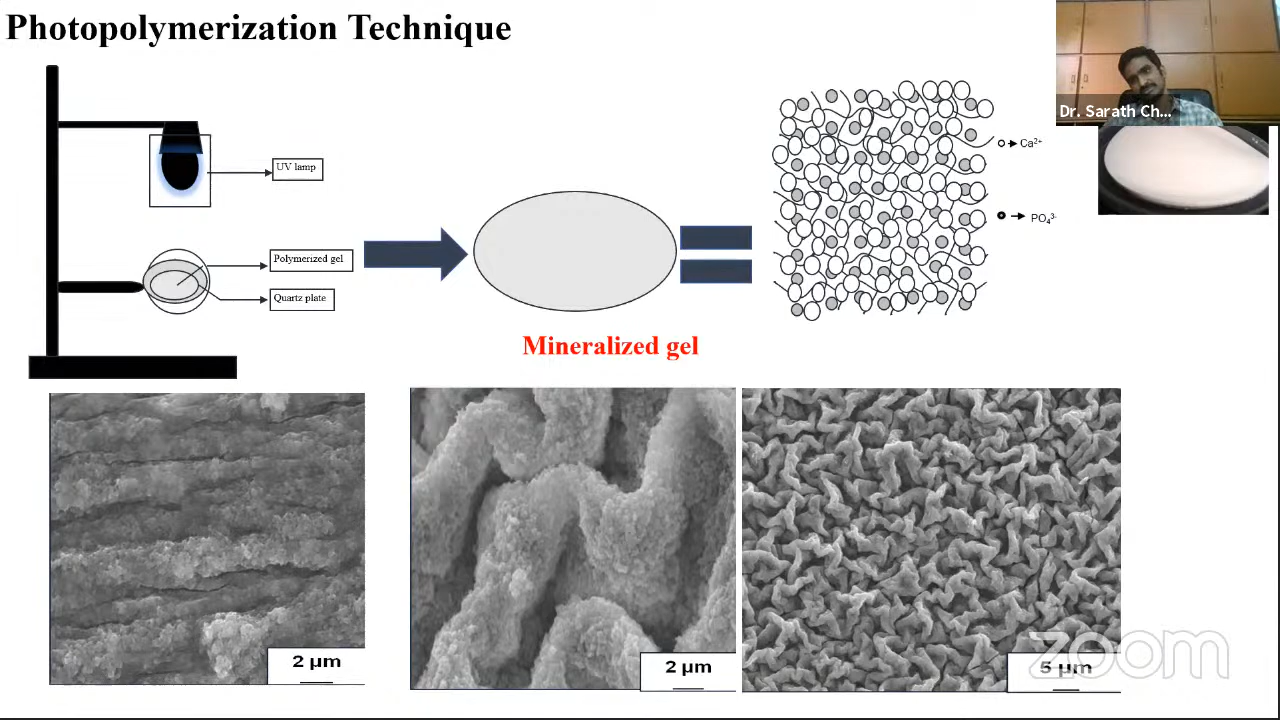 Photopolymerization Technique
Dr. Sarath Ch...
UV lamp
Ca²⁺
PO₄³⁻
Polymerized gel
Quartz plate
Mineralized gel
2 µm
2 µm
5 µm
zoom